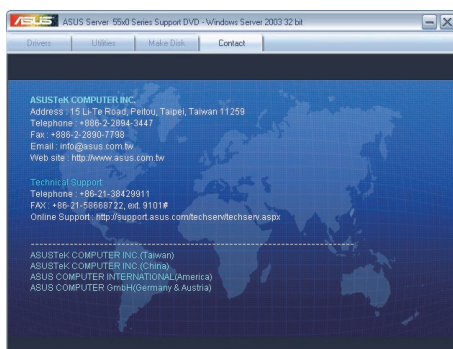 ASUS ASUS Server 55x0 Series Support DVD - Windows Server 2003 32 bit
Drivers Utilities Make Disk Contact
ASUSTeK COMPUTER INC.
Address : 15 Li-Te Road, Peitou, Taipei, Taiwan 11259
Telephone : +886-2-2894-3447
Fax : +886-2-2890-7798
Email : info@asus.com.tw
Web site : http://www.asus.com.tw
Technical Support
Telephone : +86-21-38429911
FAX : +86-21-58668722, ext. 9101#
Online Support : http://support.asus.com/techserv/techserv.aspx
ASUSTeK COMPUTER INC.(Taiwan)
ASUSTeK COMPUTER INC.(China)
ASUS COMPUTER INTERNATIONAL(America)
ASUS COMPUTER GmbH(Germany & Austria)